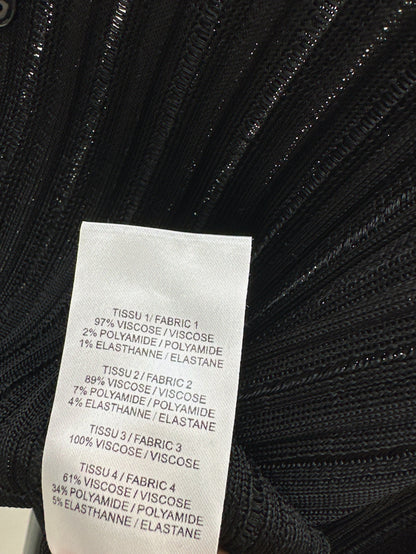 TISSU 1/ FABRIC 1
97% VISCOSE / VISCOSE
2% POLYAMIDE / POLYAMIDE
1% ELASTHANNE / ELASTANE
TISSU 2 / FABRIC 2
89% VISCOSE / VISCOSE
7% POLYAMIDE / POLYAMIDE
4% ELASTHANNE / ELASTANE
TISSU 3 / FABRIC 3
100% VISCOSE / VISCOSE
TISSU 4 / FABRIC 4
61% VISCOSE / VISCOSE
34% POLYAMIDE / POLYAMIDE
5% ELASTHANNE / ELASTANE